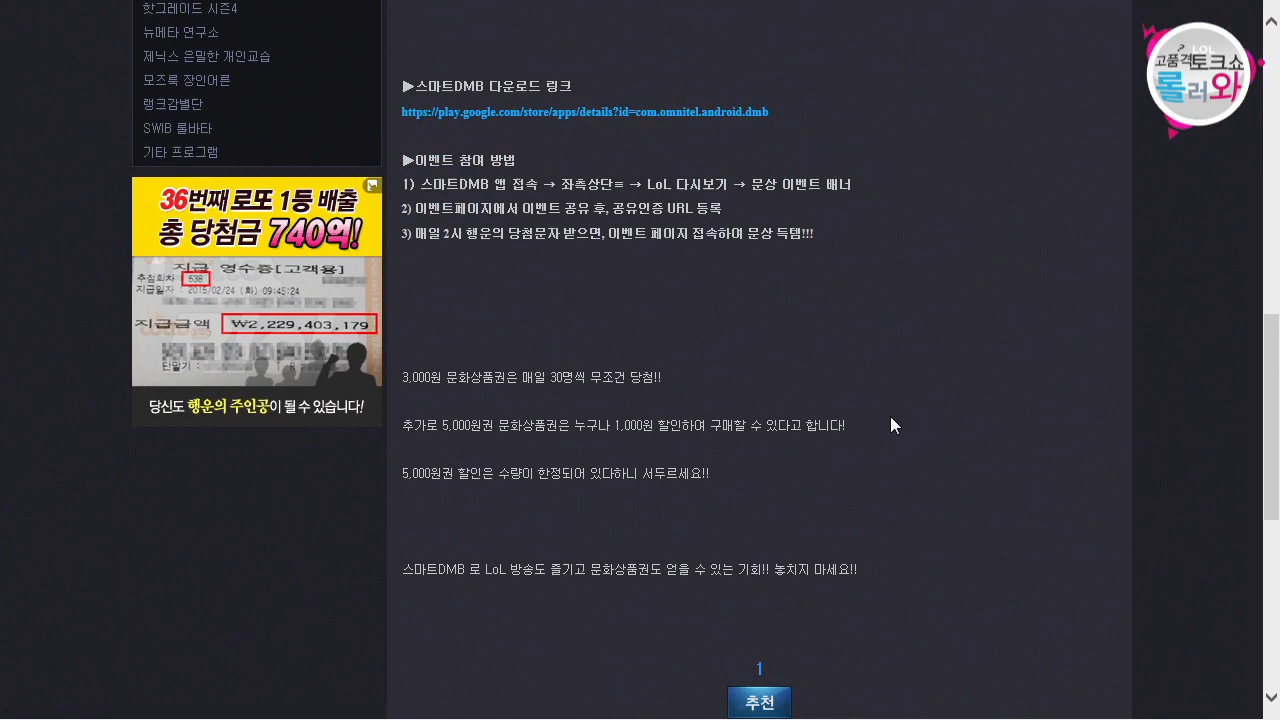 핫그레이드 시즌4
뉴메타 연구소
제닉스 은밀한 개인교습
모즈룩 장인어른
랭크감별단
SWIB 롤바타
기타 프로그램
36번째 로또 1등 배출
총 당첨금 740억!
지급 영수증[고객용]
추첨회차 638
지급일자 : 2015/02/24 (화) 09:45:24
지급금액 ₩2,229,403,179
단말기 :
당신도 행운의 주인공이 될 수 있습니다!
▶스마트DMB 다운로드 링크
https://play.google.com/store/apps/details?id=com.omnitel.android.dmb
▶이벤트 참여 방법
1) 스마트DMB 앱 접속 → 좌측상단≡ → LoL 다시보기 → 문상 이벤트 배너
2) 이벤트페이지에서 이벤트 공유 후, 공유인증 URL 등록
3) 매일 2시 행운의 당첨문자 받으면, 이벤트 페이지 접속하여 문상 득템!!!
3,000원 문화상품권은 매일 30명씩 무조건 당첨!!
추가로 5,000원권 문화상품권은 누구나 1,000원 할인하여 구매할 수 있다고 합니다!
5,000원권 할인은 수량이 한정되어 있다하니 서두르세요!!
스마트DMB 로 LoL 방송도 즐기고 문화상품권도 얻을 수 있는 기회!! 놓치지 마세요!!
1
추천
LOL
고품격 토크쇼
롤러와